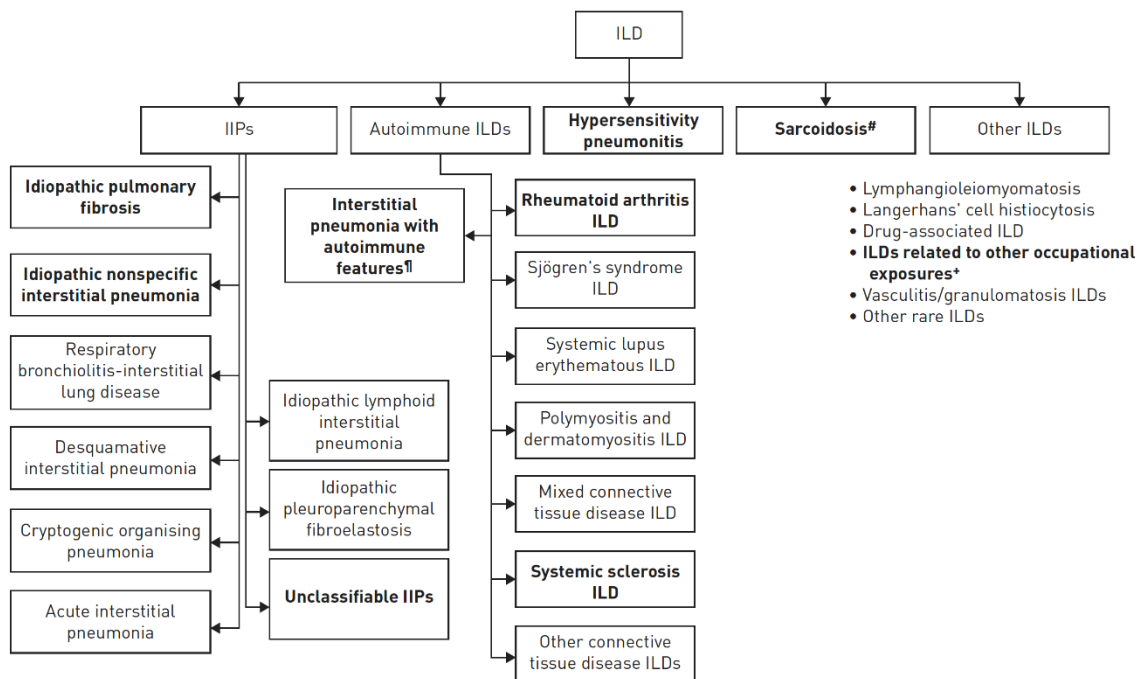 ILD
IIPs
Autoimmune ILDs
Hypersensitivity
pneumonitis
Sarcoidosis#
Other ILDs
Idiopathic pulmonary
fibrosis
Idiopathic nonspecific
interstitial pneumonia
Respiratory
bronchiolitis-interstitial
lung disease
Desquamative
interstitial pneumonia
Cryptogenic organising
pneumonia
Acute interstitial
pneumonia
Idiopathic lymphoid
interstitial
pneumonia
Idiopathic
pleuroparenchymal
fibroelastosis
Unclassifiable IIPs
Interstitial
pneumonia with
autoimmune
features¶
Rheumatoid arthritis
ILD
Sjögren's syndrome
ILD
Systemic lupus
erythematous ILD
Polymyositis and
dermatomyositis ILD
Mixed connective
tissue disease ILD
Systemic sclerosis
ILD
Other connective
tissue disease ILDs
• Lymphangioleiomyomatosis
• Langerhans' cell histiocytosis
• Drug-associated ILD
• ILDs related to other occupational
exposures+
• Vasculitis/granulomatosis ILDs
• Other rare ILDs